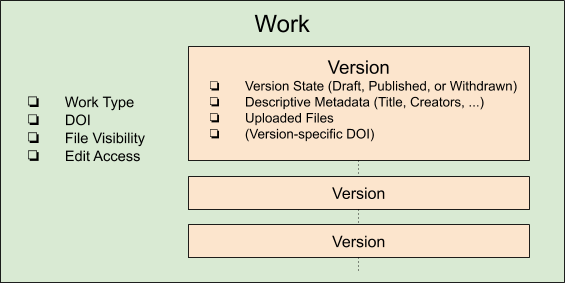 Work
Work Type
DOI
File Visibility
Edit Access
Version
Version State (Draft, Published, or Withdrawn)
Descriptive Metadata (Title, Creators, ...)
Uploaded Files
(Version-specific DOI)
Version
Version